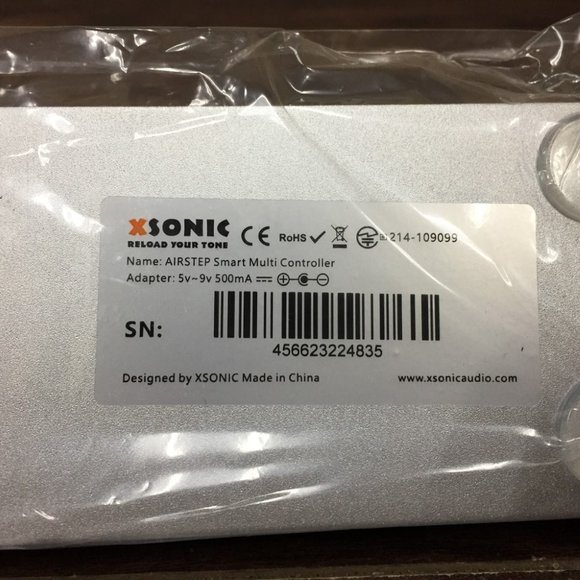 XSONIC
RELOAD YOUR TONE
CE RoHS 214-109099
Name: AIRSTEP Smart Multi Controller
Adapter: 5v~9v 500mA
SN:
456623224835
Designed by XSONIC Made in China
www.xsonicaudio.com